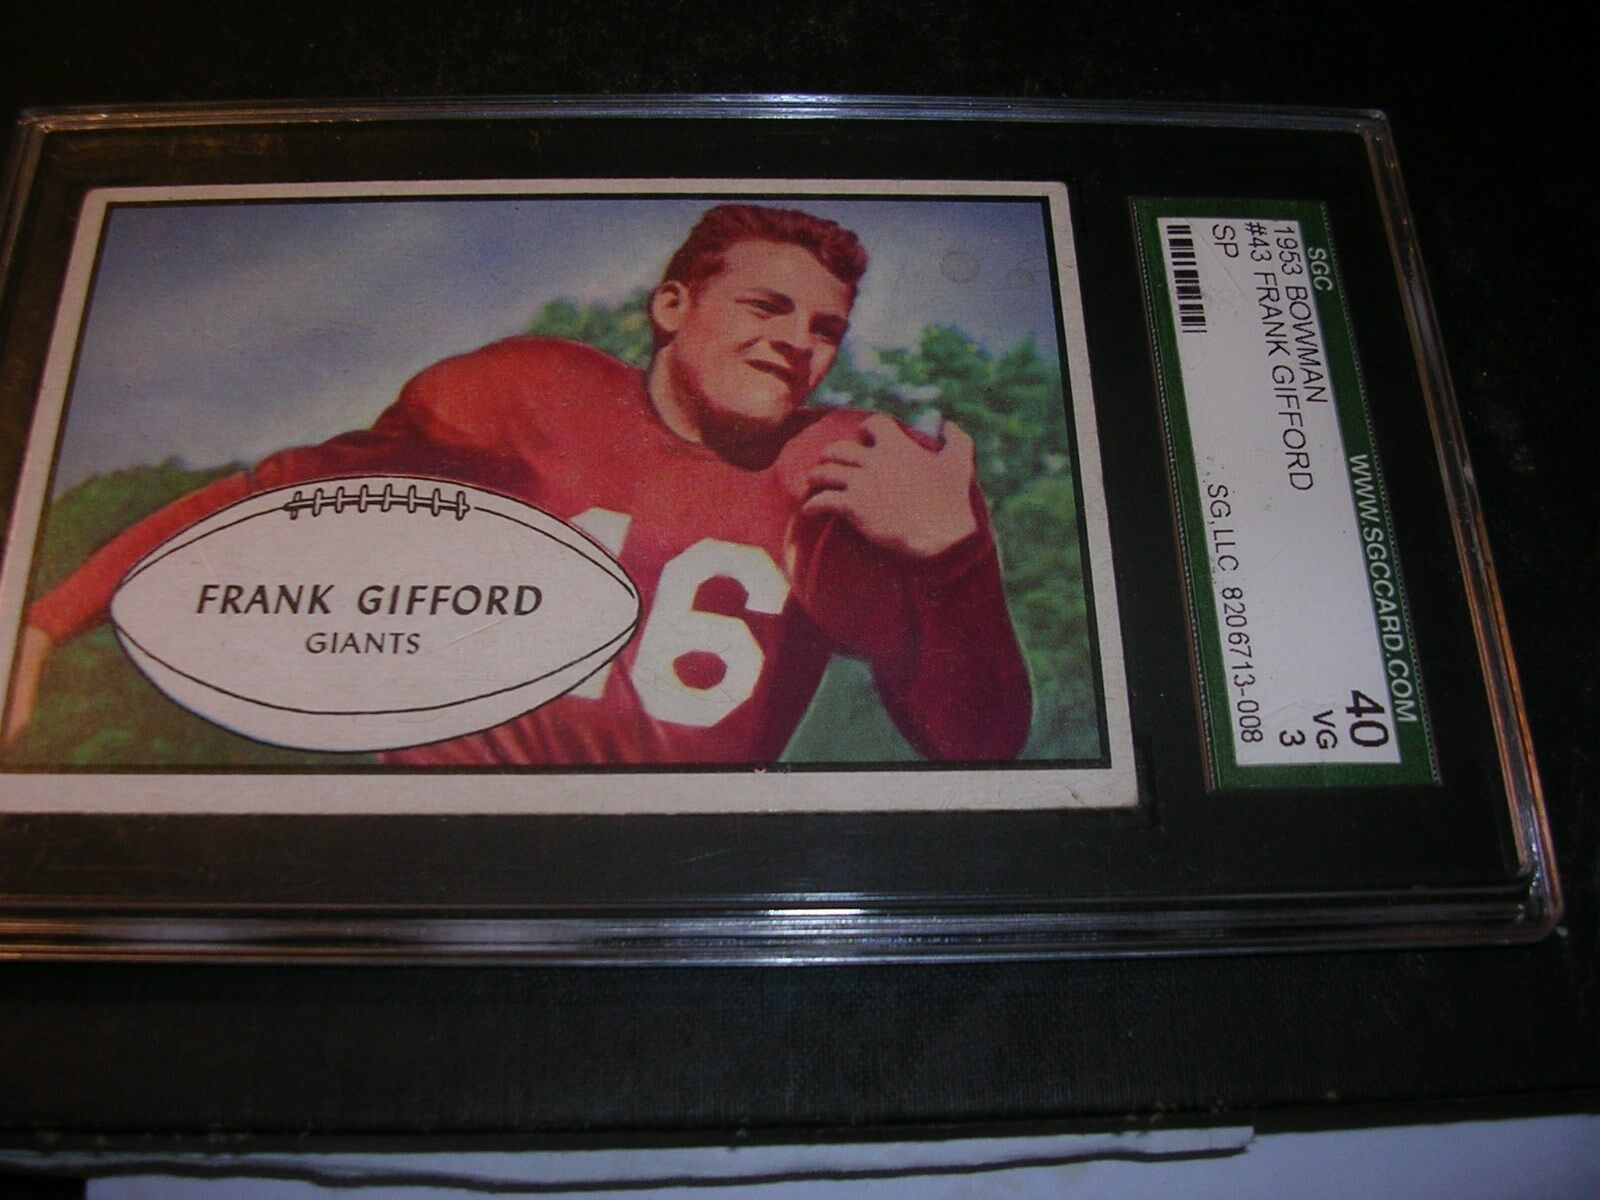 FRANK GIFFORD
GIANTS
16
SGC WWW.SGCCARD.COM
1953 BOWMAN 40
#43 FRANK GIFFORD VG
SP 3
SG,LLC 8206713-008